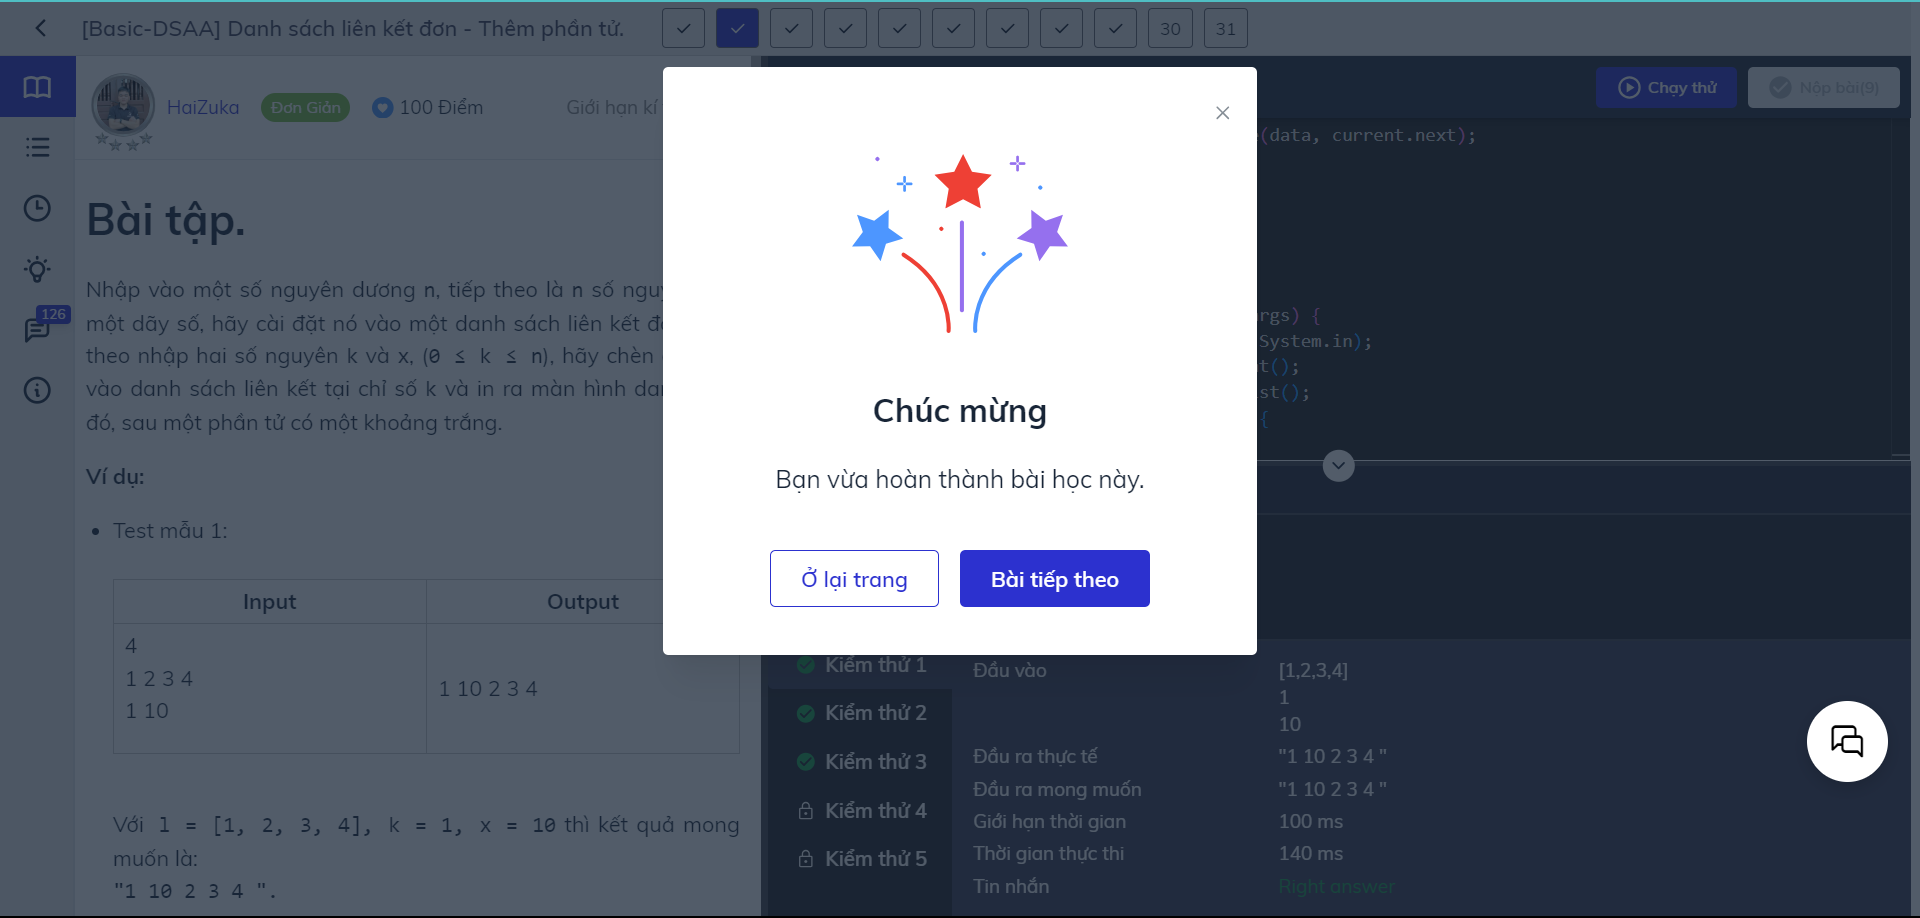 [Basic-DSAA] Danh sách liên kết đơn - Thêm phần tử.
30
31
HaiZuka
Đơn Giản
100 Điểm
Giới hạn kí
126
Bài tập.
Nhập vào một số nguyên dương n, tiếp theo là n số
một dãy số, hãy cài đặt nó vào một danh sách liên kết
theo nhập hai số nguyên k và x, (0 ≤ k ≤ n), hãy chèn
vào danh sách liên kết tại chỉ số k và in ra màn hình
đó, sau một phần tử có một khoảng trắng.
Ví dụ:
Test mẫu 1:
Input
Output
4
1 2 3 4
1 10
1 10 2 3 4
Với l = [1, 2, 3, 4], k = 1, x = 10 thì kết quả mong
muốn là:
"1 10 2 3 4 ".
Chúc mừng
Bạn vừa hoàn thành bài học này.
Ở lại trang
Bài tiếp theo
Chạy thử
Nộp bài(9)
(data, current.next);
rgs) {
System.in);
t();
st();
{
Kiểm thử 1
Kiểm thử 2
Kiểm thử 3
Kiểm thử 4
Kiểm thử 5
Đầu vào
[1,2,3,4]
1
10
Đầu ra thực tế
"1 10 2 3 4 "
Đầu ra mong muốn
"1 10 2 3 4 "
Giới hạn thời gian
100 ms
Thời gian thực thi
140 ms
Tin nhắn
Right answer